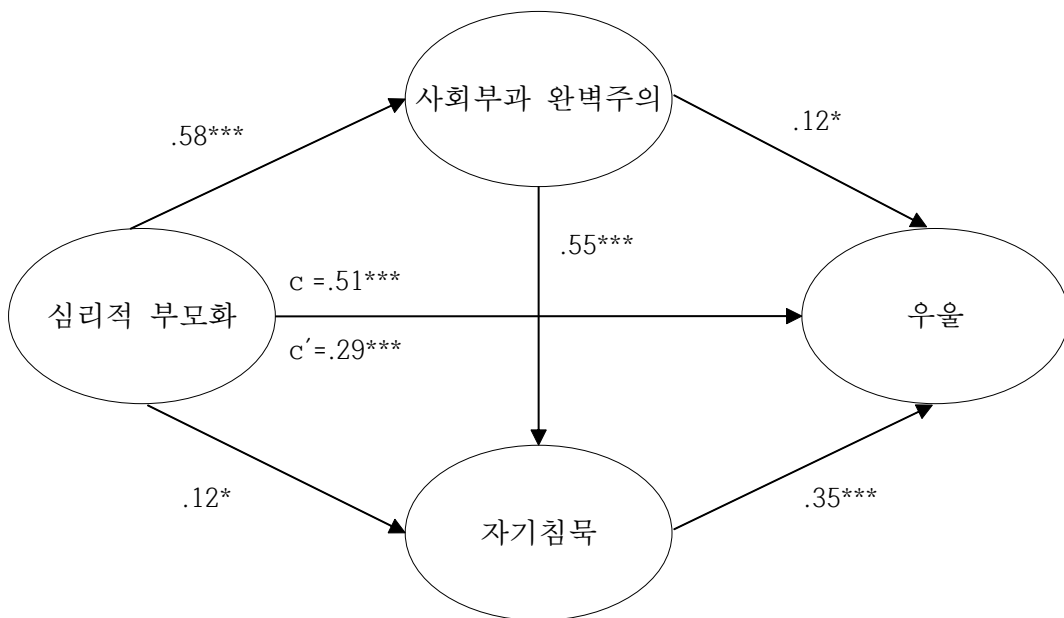 사회부과 완벽주의
.58***
.12*
.55***
c =.51***
심리적 부모화
우울
c′=.29***
.12*
.35***
자기침묵